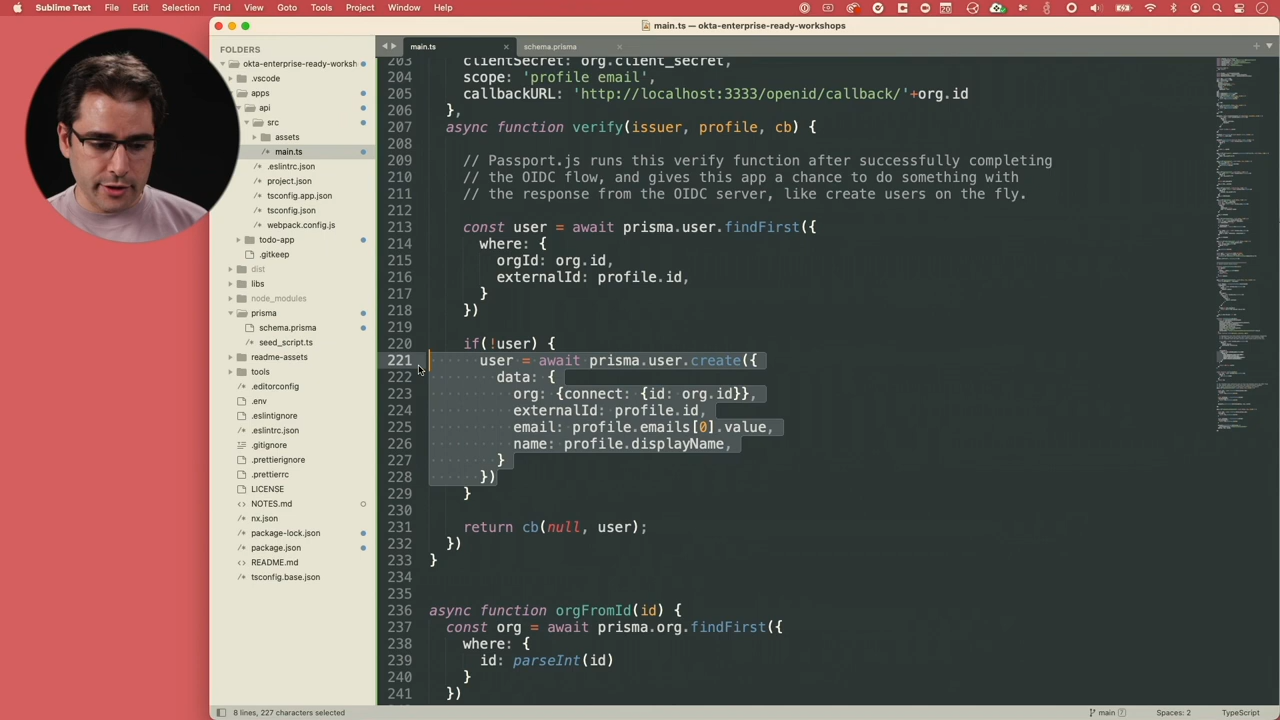 Sublime Text File Edit Selection Find View Goto Tools Project Window Help
main.ts — okta-enterprise-ready-workshops
FOLDERS
okta-enterprise-ready-worksh
.vscode
apps
api
src
assets
main.ts
.eslintrc.json
project.json
tsconfig.app.json
tsconfig.json
webpack.config.js
todo-app
.gitkeep
dist
libs
node_modules
prisma
schema.prisma
seed_script.ts
readme-assets
tools
.editorconfig
.env
.eslintignore
.eslintrc.json
.gitignore
.prettierignore
.prettierrc
LICENSE
NOTES.md
nx.json
package-lock.json
package.json
README.md
tsconfig.base.json
main.ts
schema.prisma
203 clientSecret: org.client_secret,
204 scope: 'profile email',
205 callbackURL: 'http://localhost:3333/openid/callback/'+org.id
206 },
207 async function verify(issuer, profile, cb) {
208
209 // Passport.js runs this verify function after successfully completing
210 // the OIDC flow, and gives this app a chance to do something with
211 // the response from the OIDC server, like create users on the fly.
212
213 const user = await prisma.user.findFirst({
214 where: {
215 orgId: org.id,
216 externalId: profile.id,
217 }
218 })
219
220 if(!user) {
221 user = await prisma.user.create({
222 data: {
223 org: {connect: {id: org.id}},
224 externalId: profile.id,
225 email: profile.emails[0].value,
226 name: profile.displayName,
227 }
228 })
229 }
230
231 return cb(null, user);
232 })
233 }
234
235
236 async function orgFromId(id) {
237 const org = await prisma.org.findFirst({
238 where: {
239 id: parseInt(id)
240 }
241 })
8 lines, 227 characters selected
main 7
Spaces: 2
TypeScript